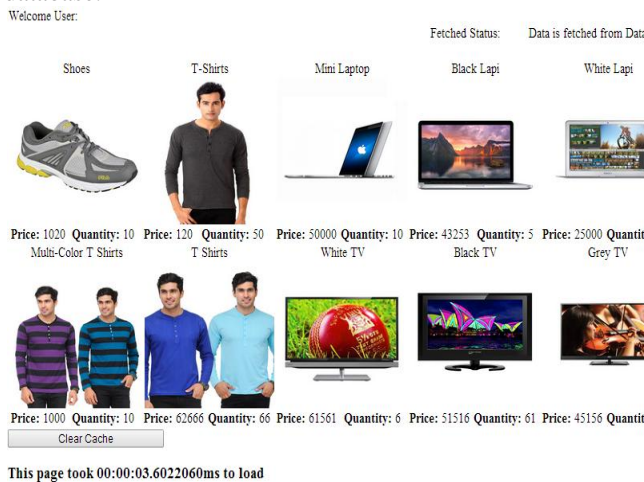 Welcome User:
Fetched Status: Data is fetched from Data
Shoes T-Shirts Mini Laptop Black Lapi White Lapi
Price: 1020 Quantity: 10 Price: 120 Quantity: 50 Price: 50000 Quantity: 10 Price: 43253 Quantity: 5 Price: 25000 Quantit
Multi-Color T Shirts T Shirts White TV Black TV Grey TV
Price: 1000 Quantity: 10 Price: 62666 Quantity: 66 Price: 61561 Quantity: 6 Price: 51516 Quantity: 61 Price: 45156 Quantit
Clear Cache
This page took 00:00:03.6022060ms to load